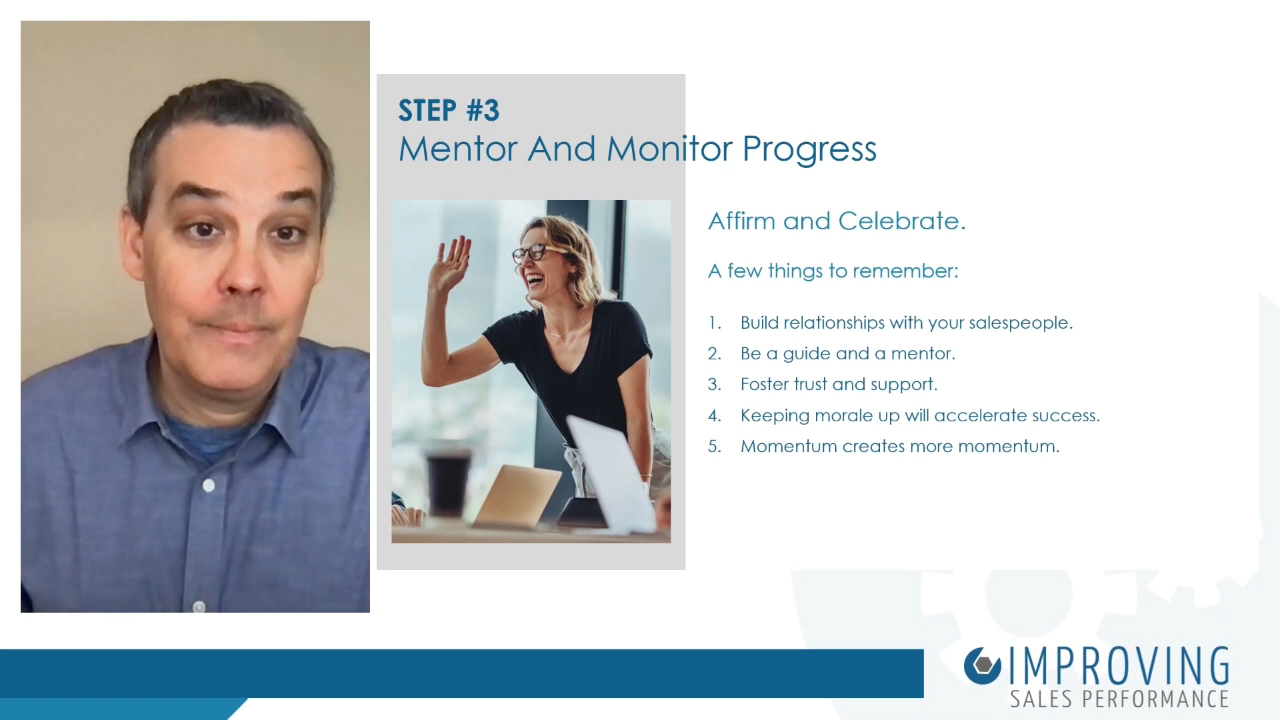 STEP #3
Mentor And Monitor Progress
Affirm and Celebrate.
A few things to remember:
1. Build relationships with your salespeople.
2. Be a guide and a mentor.
3. Foster trust and support.
4. Keeping morale up will accelerate success.
5. Momentum creates more momentum.
IMPROVING
SALES PERFORMANCE